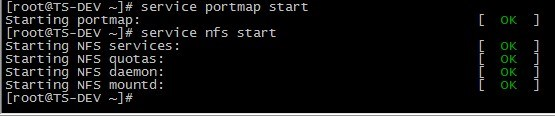 [root@TS-DEV ~]# service portmap start
Starting portmap: [ OK ]
[root@TS-DEV ~]# service nfs start
Starting NFS services: [ OK ]
Starting NFS quotas: [ OK ]
Starting NFS daemon: [ OK ]
Starting NFS mountd: [ OK ]
[root@TS-DEV ~]#